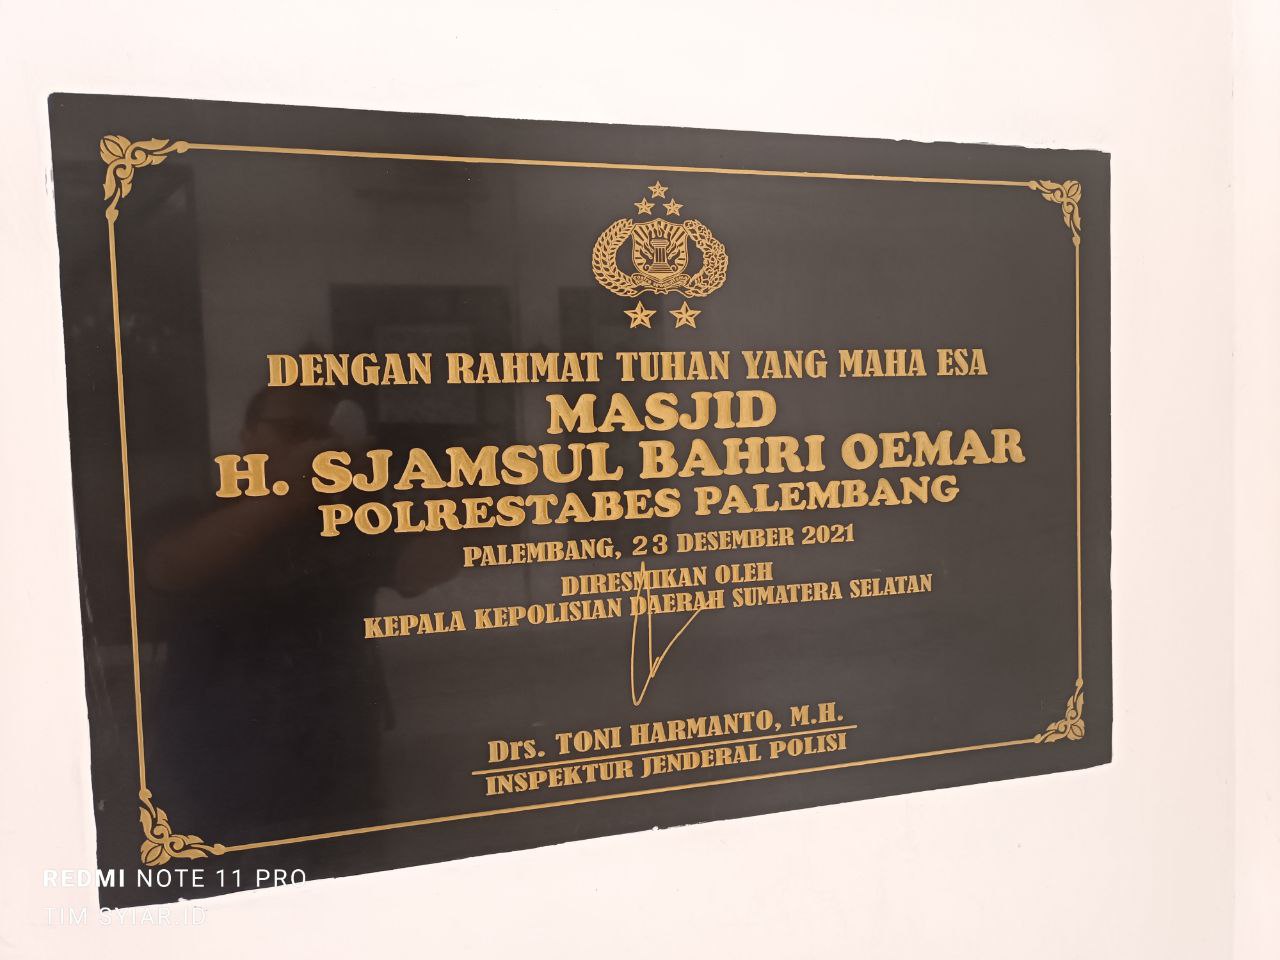 DENGAN RAHMAT TUHAN YANG MAHA ESA
MASJID
H. SJAMSUL BAHRI OEMAR
POLRESTABES PALEMBANG
PALEMBANG, 23 DESEMBER 2021
DIRESMIKAN OLEH
KEPALA KEPOLISIAN DAERAH SUMATERA SELATAN
Drs. TONI HARMANTO, M.H.
INSPEKTUR JENDERAL POLISI
REDMI NOTE 11 PRO
TIM SYIAR.ID